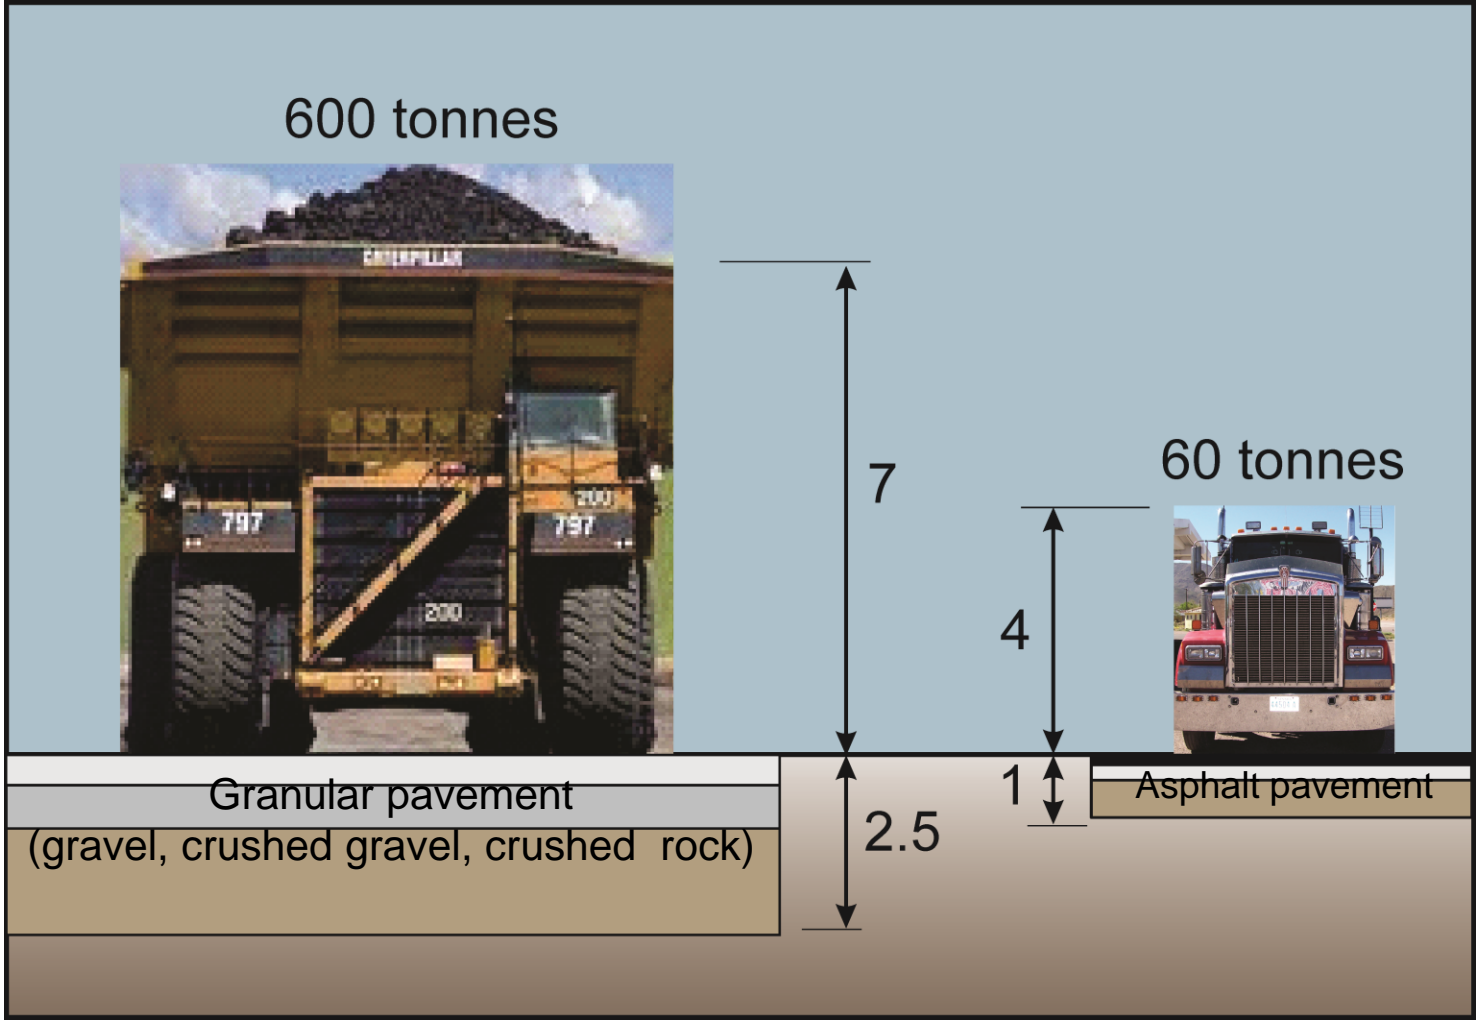 600 tonnes
CATERPILLAR
7
60 tonnes
200
797
797
200
4
1
Granular pavement
(gravel, crushed gravel, crushed rock)
2.5
Asphalt pavement